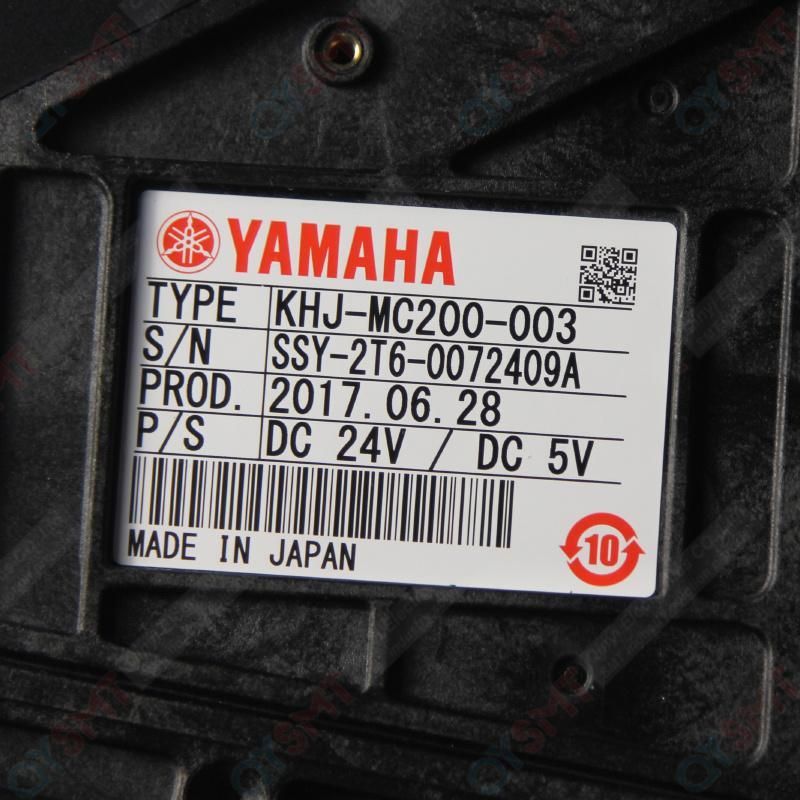 YAMAHA
TYPE KHJ-MC200-003
S/N SSY-2T6-0072409A
PROD. 2017.06.28
P/S DC 24V / DC 5V
MADE IN JAPAN
10
QYSMT